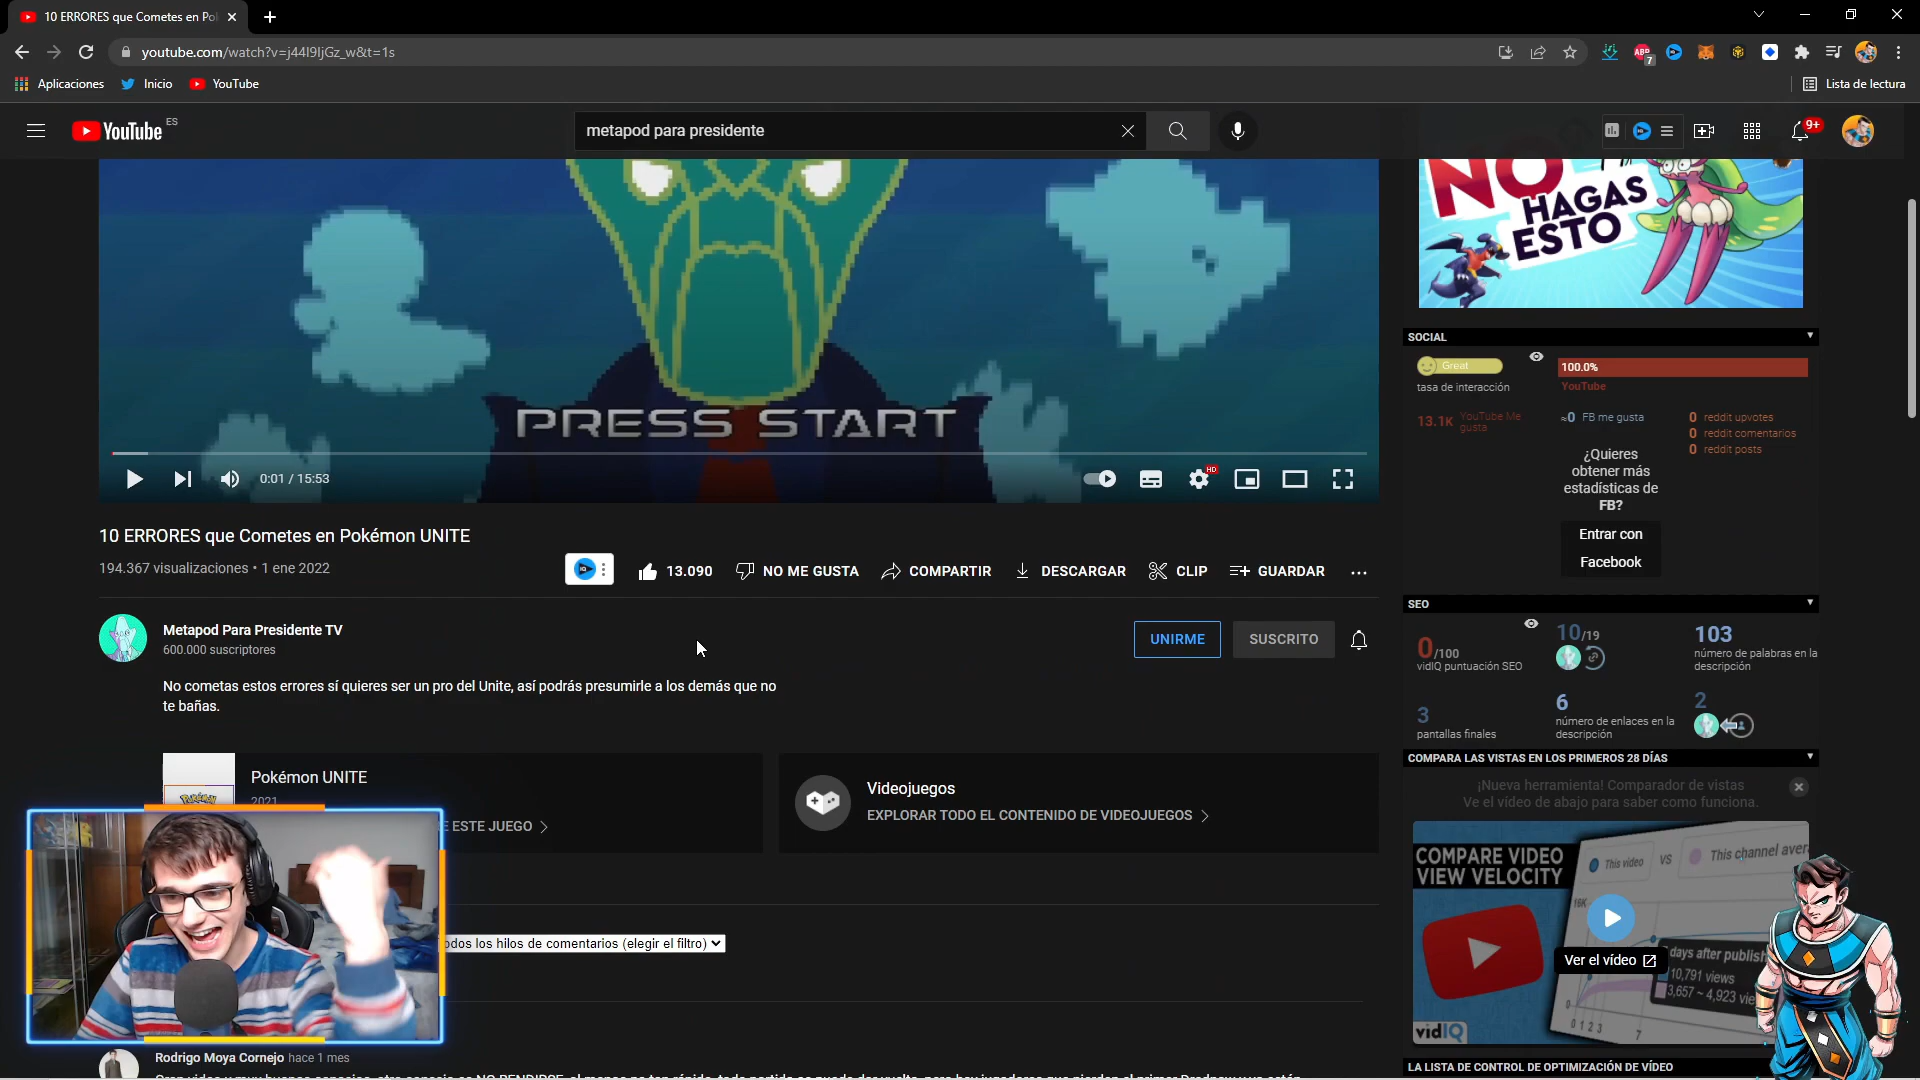 10 ERRORES que Cometes en Po
youtube.com/watch?v=j44I9IjGz_w&t=1s
ABP
7
Aplicaciones
Inicio
YouTube
Lista de lectura
YouTube
ES
metapod para presidente
9+
NO
HAGAS
ESTO
PRESS START
0:01 / 15:53
HD
10 ERRORES que Cometes en Pokémon UNITE
194.367 visualizaciones • 1 ene 2022
13.090
NO ME GUSTA
COMPARTIR
DESCARGAR
CLIP
GUARDAR
Metapod Para Presidente TV
600.000 suscriptores
UNIRME
SUSCRITO
No cometas estos errores sí quieres ser un pro del Unite, así podrás presumirle a los demás que no
te bañas.
Pokémon UNITE
2021
E ESTE JUEGO
Videojuegos
EXPLORAR TODO EL CONTENIDO DE VIDEOJUEGOS
odos los hilos de comentarios (elegir el filtro)
Rodrigo Moya Cornejo hace 1 mes
SOCIAL
Great
tasa de interacción
100.0%
YouTube
13.1K YouTube Me
gusta
≈0 FB me gusta
0 reddit upvotes
0 reddit comentarios
0 reddit posts
¿Quieres
obtener más
estadísticas de
FB?
Entrar con
Facebook
SEO
0/100
vidIQ puntuación SEO
10/19
103
número de palabras en la
descripción
3
pantallas finales
6
número de enlaces en la
descripción
2
COMPARA LAS VISTAS EN LOS PRIMEROS 28 DÍAS
¡Nueva herramienta! Comparador de vistas
Ve el vídeo de abajo para saber como funciona.
COMPARE VIDEO
VIEW VELOCITY
This video
VS
This channel aver
16K
Ver el vídeo
days after publish
10,791 views
3,657 ~ 4,923 vie
0 1 2 3
7
vidIQ
LA LISTA DE CONTROL DE OPTIMIZACIÓN DE VÍDEO